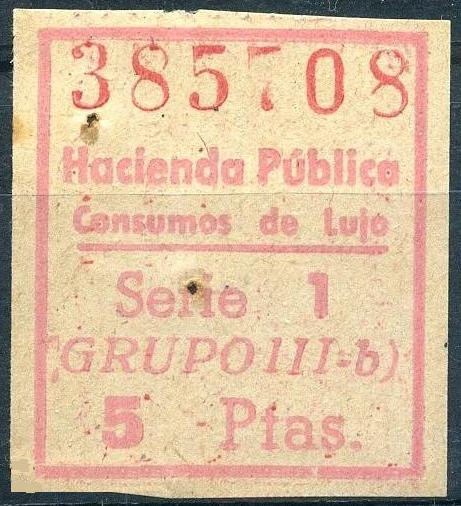 385708
Hacienda Pública
Consumos de Lujo
Serie 1
GRUPO III=b)
5 Ptas.